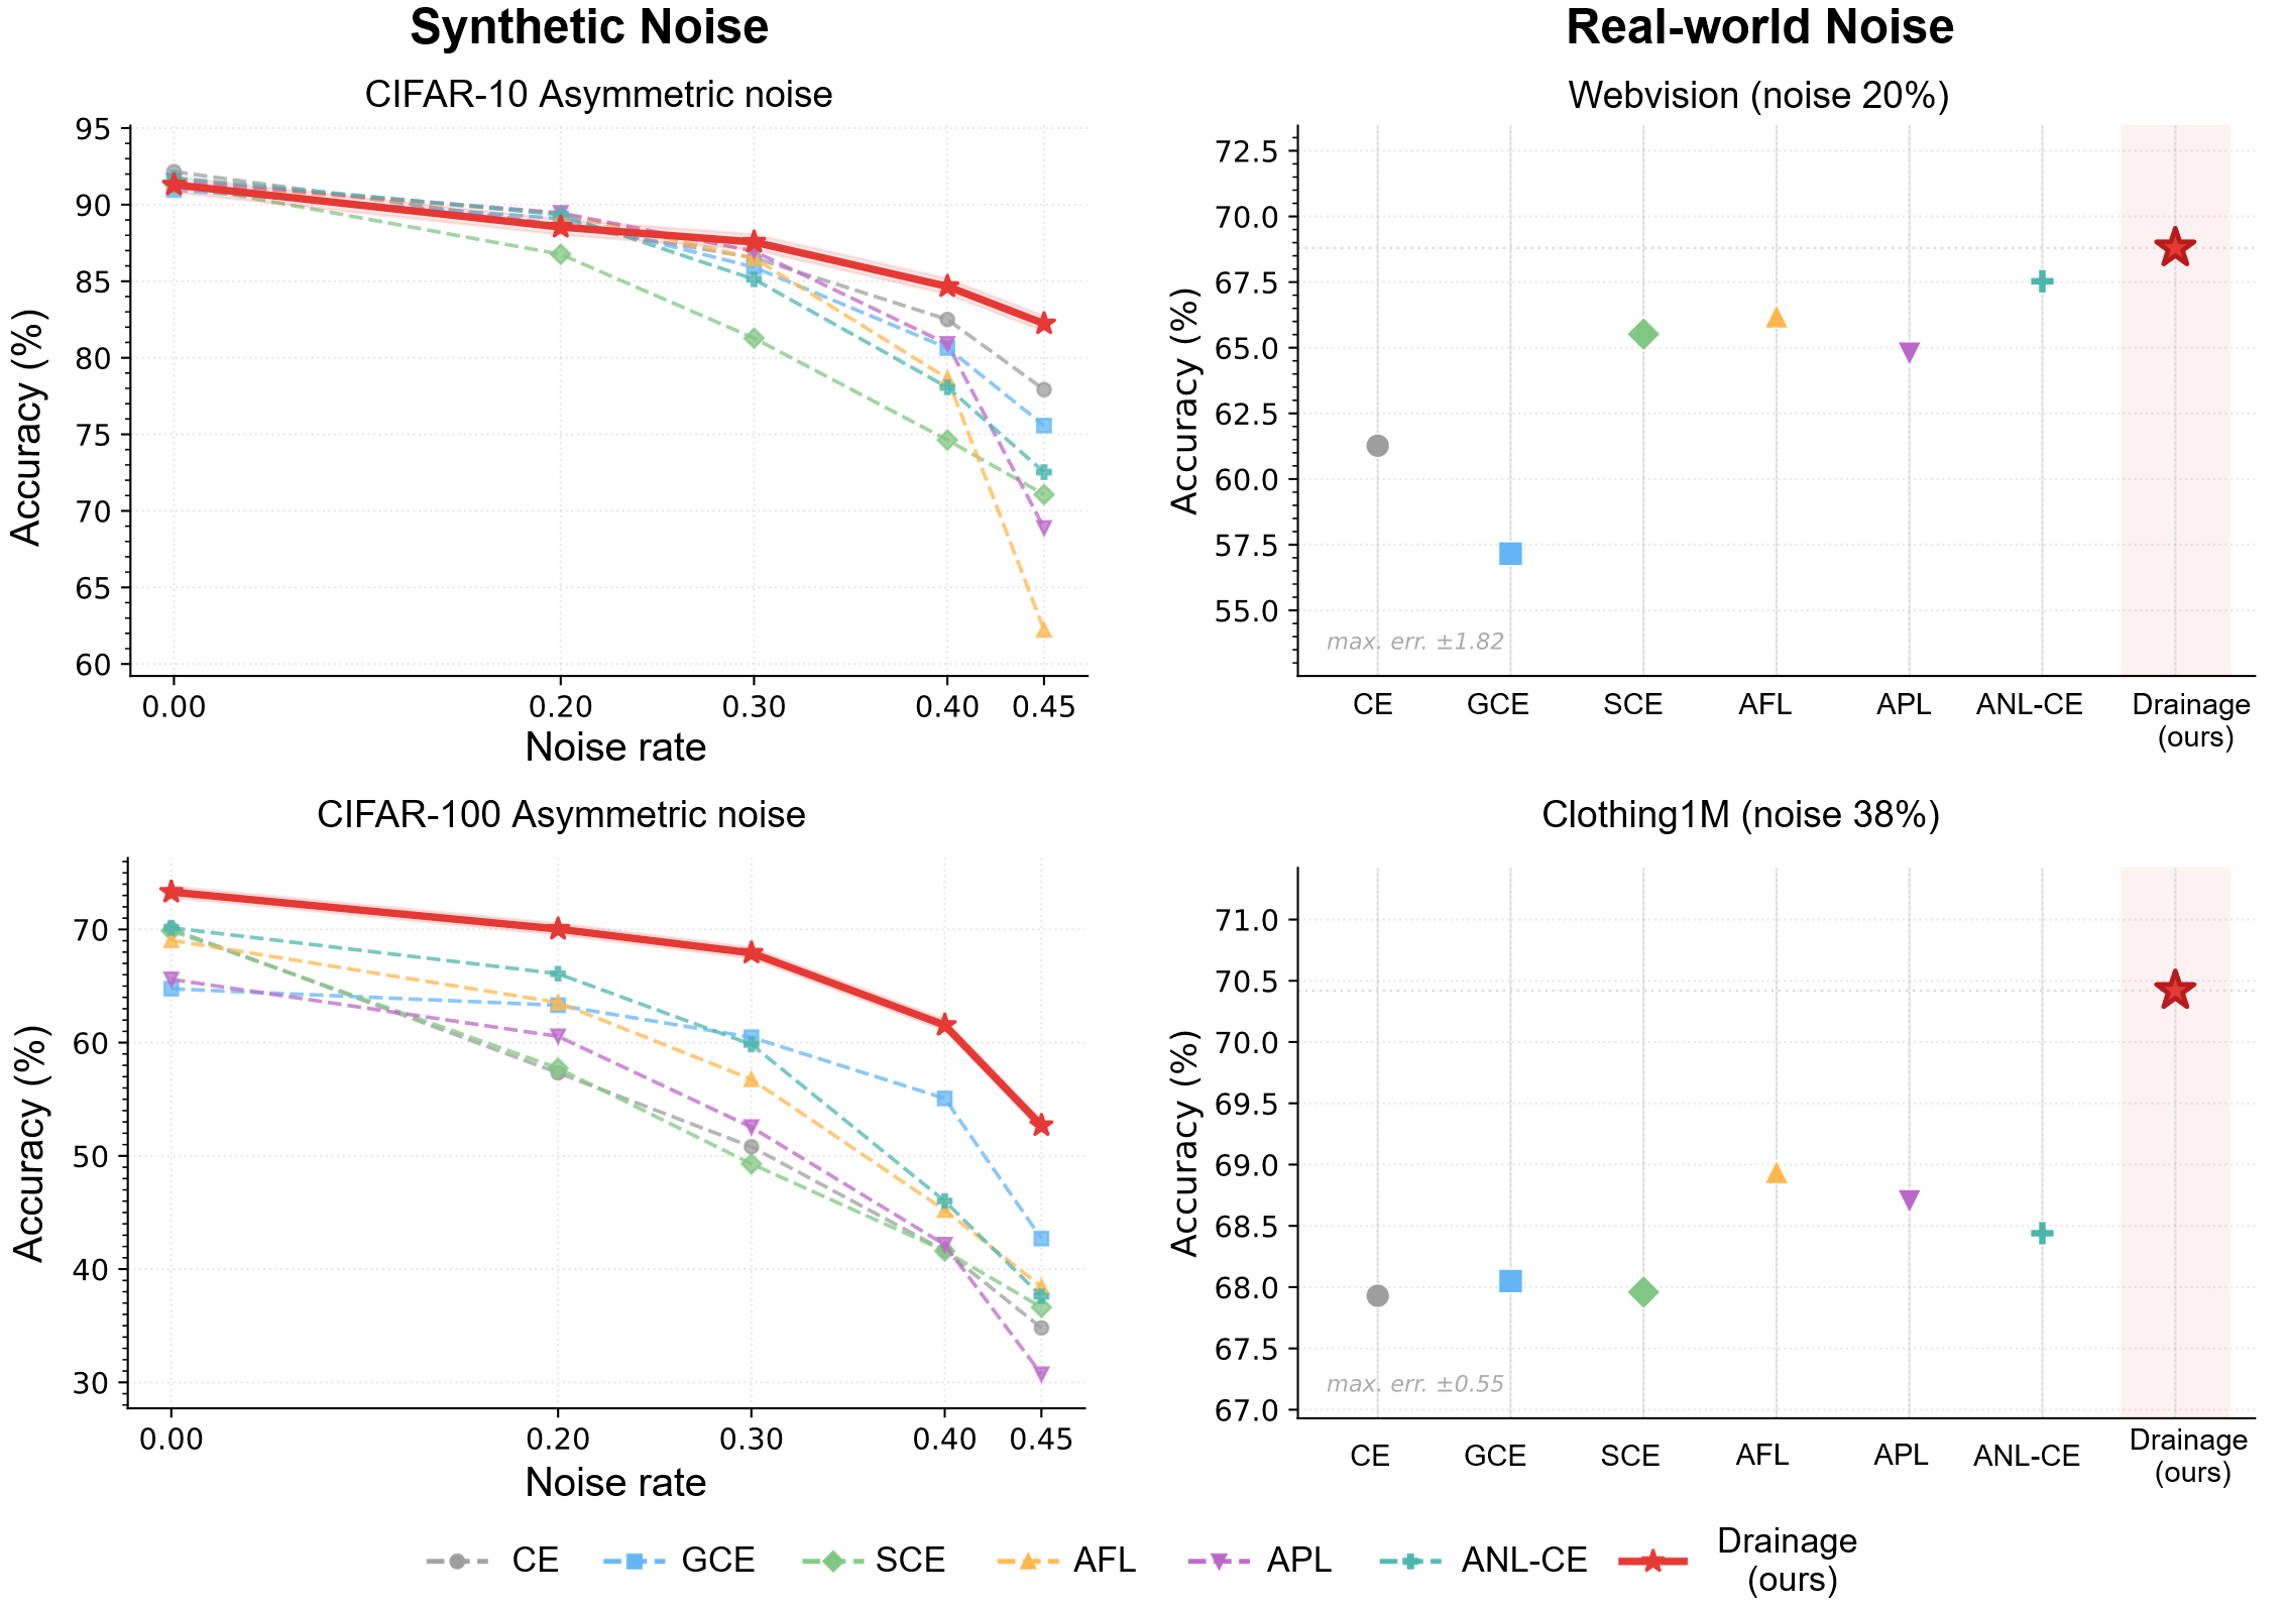 Synthetic Noise
CIFAR-10 Asymmetric noise
95
90
85
80
75
70
65
60
Accuracy (%)
0.00 0.20 0.30 0.40 0.45
Noise rate
Real-world Noise
Webvision (noise 20%)
72.5
70.0
67.5
65.0
62.5
60.0
57.5
55.0
Accuracy (%)
max. err. ±1.82
CE GCE SCE AFL APL ANL-CE Drainage
(ours)
CIFAR-100 Asymmetric noise
70
60
50
40
30
Accuracy (%)
0.00 0.20 0.30 0.40 0.45
Noise rate
Clothing1M (noise 38%)
71.0
70.5
70.0
69.5
69.0
68.5
68.0
67.5
67.0
Accuracy (%)
max. err. ±0.55
CE GCE SCE AFL APL ANL-CE Drainage
(ours)
CE GCE SCE AFL APL ANL-CE Drainage
(ours)